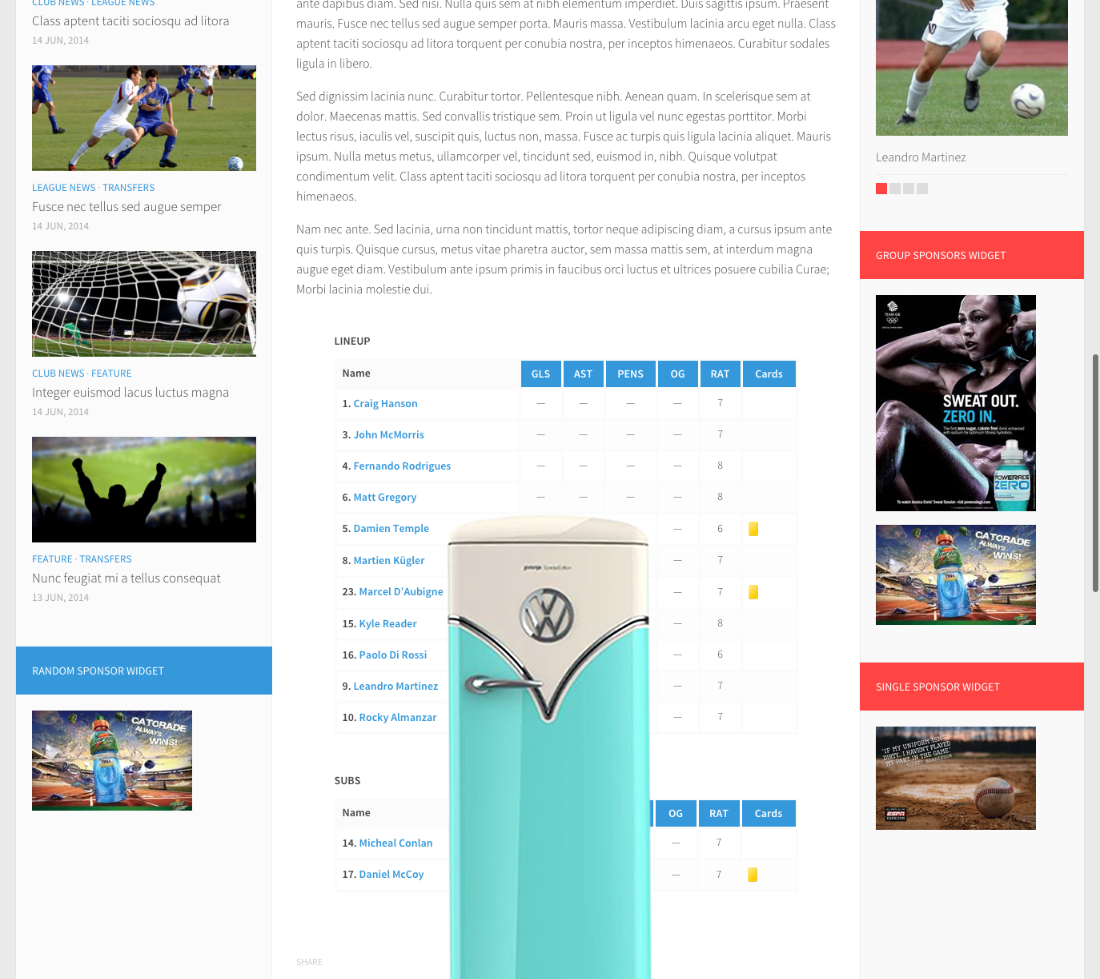 CLUB NEWS · LEAGUE NEWS
Class aptent taciti sociosqu ad litora
14 JUN, 2014
LEAGUE NEWS · TRANSFERS
Fusce nec tellus sed augue semper
14 JUN, 2014
CLUB NEWS · FEATURE
Integer euismod lacus luctus magna
14 JUN, 2014
FEATURE · TRANSFERS
Nunc feugiat mi a tellus consequat
13 JUN, 2014
RANDOM SPONSOR WIDGET
CATORADE
ALWAYS
WINS!
ante dapibus diam. Sed nisi. Nulla quis sem at nibh elementum imperdiet. Duis sagittis ipsum. Praesent
mauris. Fusce nec tellus sed augue semper porta. Mauris massa. Vestibulum lacinia arcu eget nulla. Class
aptent taciti sociosqu ad litora torquent per conubia nostra, per inceptos himenaeos. Curabitur sodales
ligula in libero.
Sed dignissim lacinia nunc. Curabitur tortor. Pellentesque nibh. Aenean quam. In scelerisque sem at
dolor. Maecenas mattis. Sed convallis tristique sem. Proin ut ligula vel nunc egestas porttitor. Morbi
lectus risus, iaculis vel, suscipit quis, luctus non, massa. Fusce ac turpis quis ligula lacinia aliquet. Mauris
ipsum. Nulla metus metus, ullamcorper vel, tincidunt sed, euismod in, nibh. Quisque volutpat
condimentum velit. Class aptent taciti sociosqu ad litora torquent per conubia nostra, per inceptos
himenaeos.
Nam nec ante. Sed lacinia, urna non tincidunt mattis, tortor neque adipiscing diam, a cursus ipsum ante
quis turpis. Quisque cursus, metus vitae pharetra auctor, sem massa mattis sem, at interdum magna
augue eget diam. Vestibulum ante ipsum primis in faucibus orci luctus et ultrices posuere cubilia Curae;
Morbi lacinia molestie dui.
LINEUP
Name GLS AST PENS OG RAT Cards
1. Craig Hanson — — — — 7
3. John McMorris — — — — 7
4. Fernando Rodrigues — — — — 8
6. Matt Gregory — — — — 8
5. Damien Temple — 6
8. Martien Kügler — 7
23. Marcel D'Aubigne — 7
15. Kyle Reader — 8
16. Paolo Di Rossi — 6
9. Leandro Martinez — 7
10. Rocky Almanzar — 7
VW
SUBS
Name OG RAT Cards
14. Micheal Conlan — 7
17. Daniel McCoy — 7
SHARE
Leandro Martinez
GROUP SPONSORS WIDGET
SWEAT OUT.
ZERO IN.
POWERADE
ZERO
CATORADE
ALWAYS
WINS!
SINGLE SPONSOR WIDGET
"IF MY UNIFORM ISN'T
DIRTY, I HAVEN'T PLAYED
MY PART IN THE GAME"